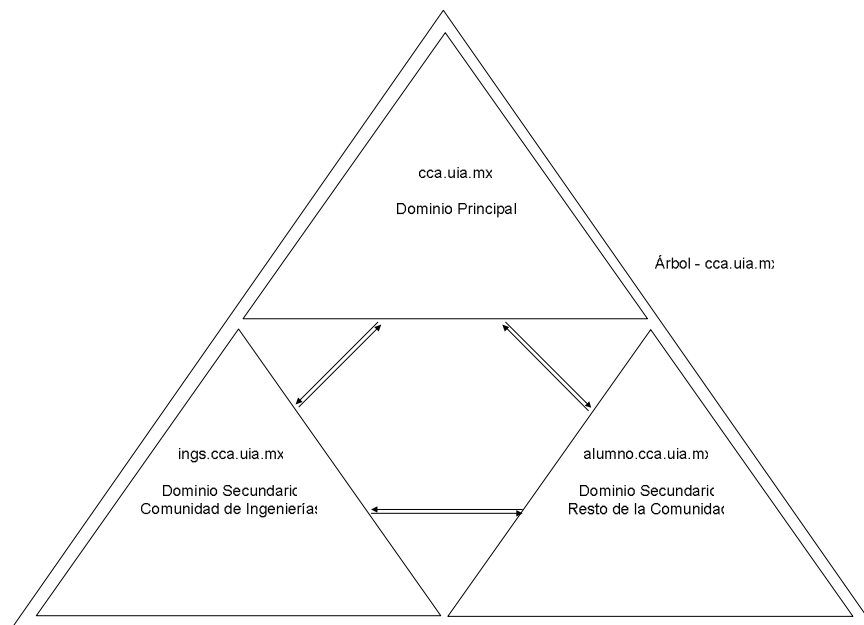 cca.uia.mx
Dominio Principal
Árbol - cca.uia.mx
ings.cca.uia.mx
Dominio Secundario
Comunidad de Ingenierías
alumno.cca.uia.mx
Dominio Secundario
Resto de la Comunidad